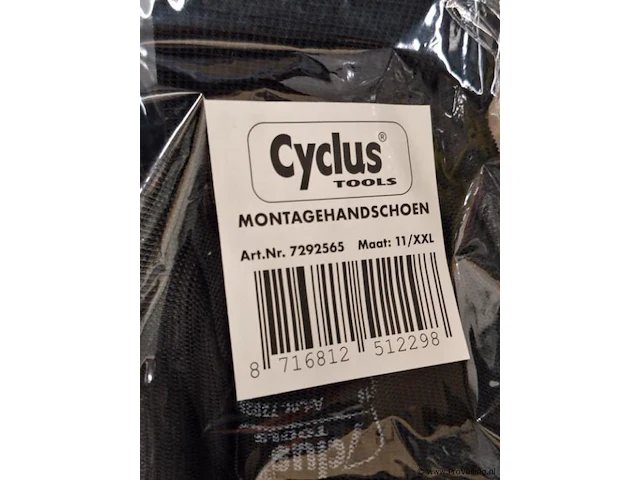 Cyclus®
TOOLS
MONTAGEHANDSCHOEN
Art.Nr. 7292565 Maat: 11/XXL
8 716812 512298